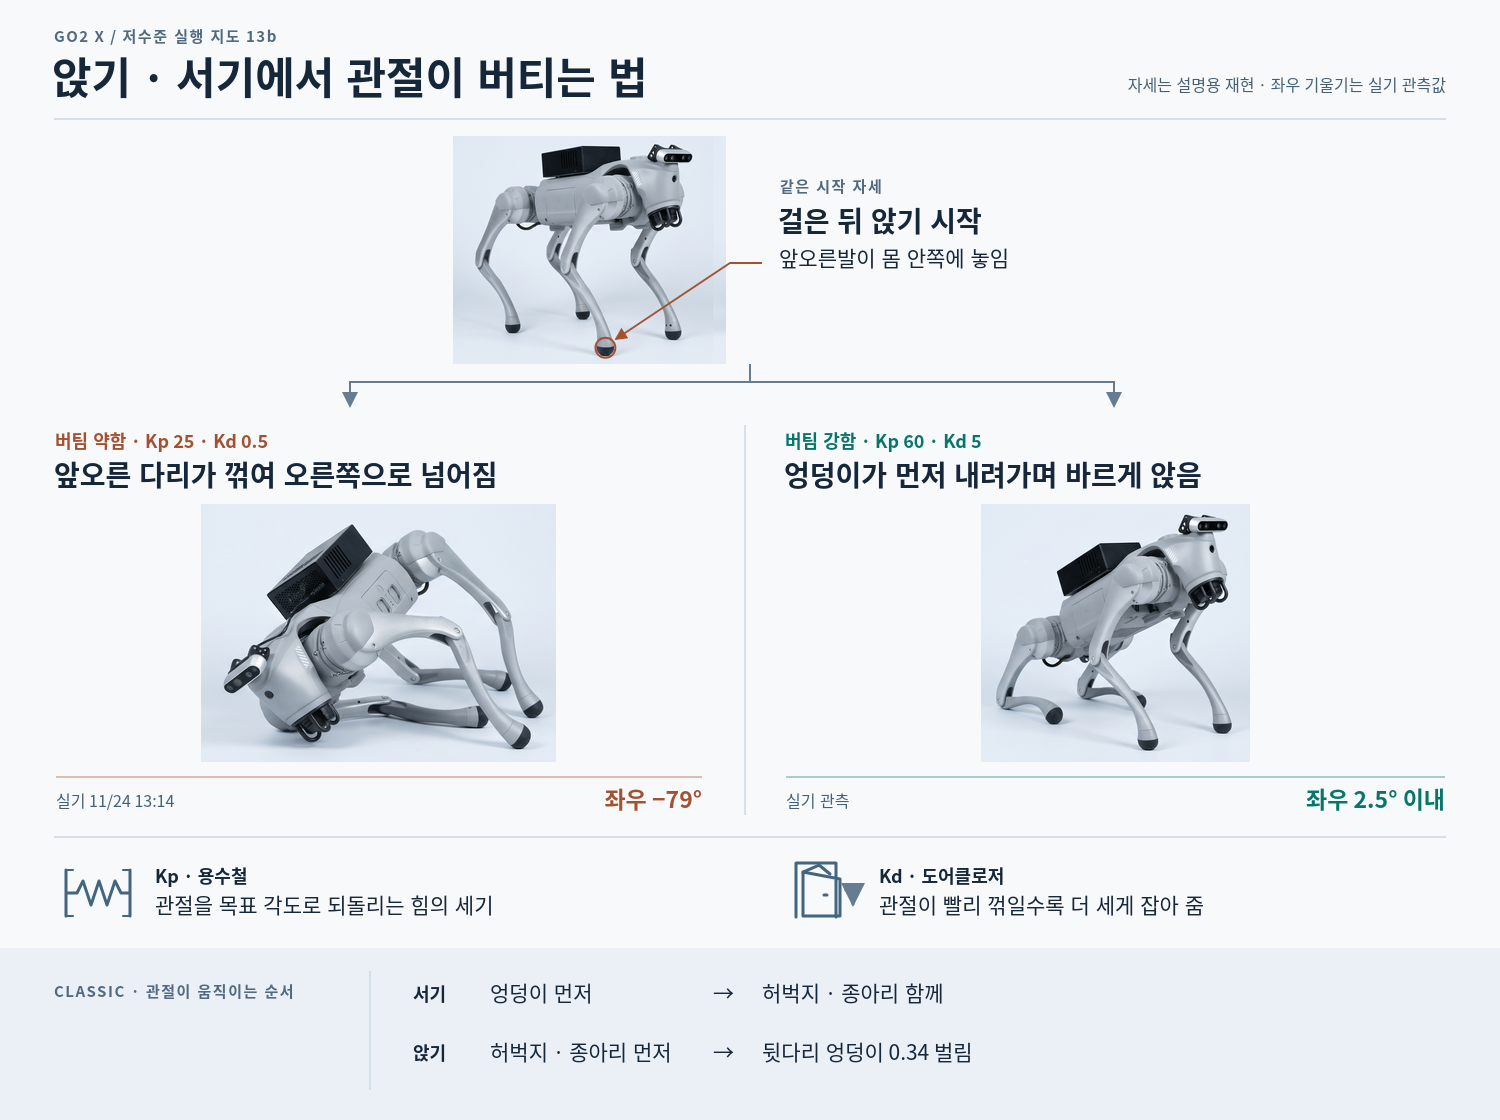 GO2 X / 저수준 실행 지도 13b
앉기 · 서기에서 관절이 버티는 법
자세는 설명용 재현 · 좌우 기울기는 실기 관측값
같은 시작 자세
걸은 뒤 앉기 시작
앞오른발이 몸 안쪽에 놓임
버팀 약함 · Kp 25 · Kd 0.5
앞오른 다리가 꺾여 오른쪽으로 넘어짐
실기 11/24 13:14
좌우 −79°
버팀 강함 · Kp 60 · Kd 5
엉덩이가 먼저 내려가며 바르게 앉음
실기 관측
좌우 2.5° 이내
Kp · 용수철
관절을 목표 각도로 되돌리는 힘의 세기
Kd · 도어클로저
관절이 빨리 꺾일수록 더 세게 잡아 줌
CLASSIC · 관절이 움직이는 순서
서기 엉덩이 먼저 → 허벅지 · 종아리 함께
앉기 허벅지 · 종아리 먼저 → 뒷다리 엉덩이 0.34 벌림